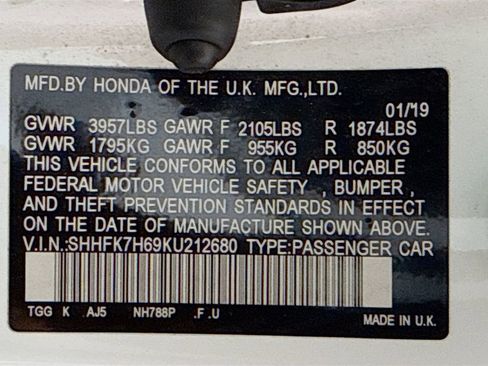 MFD.BY HONDA OF THE U.K. MFG.,LTD.
01/'19
GVWR 3957LBS GAWR F 2105LBS R 1874LBS
GVWR 1795KG GAWR F 955KG R 850KG
THIS VEHICLE CONFORMS TO ALL APPLICABLE
FEDERAL MOTOR VEHICLE SAFETY , BUMPER ,
AND THEFT PREVENTION STANDARDS IN EFFECT
ON THE DATE OF MANUFACTURE SHOWN ABOVE.
V.I.N.:SHHFK7H69KU212680 TYPE:PASSENGER CAR
TGG K AJ5 NH788P .F .U
MADE IN U.K.